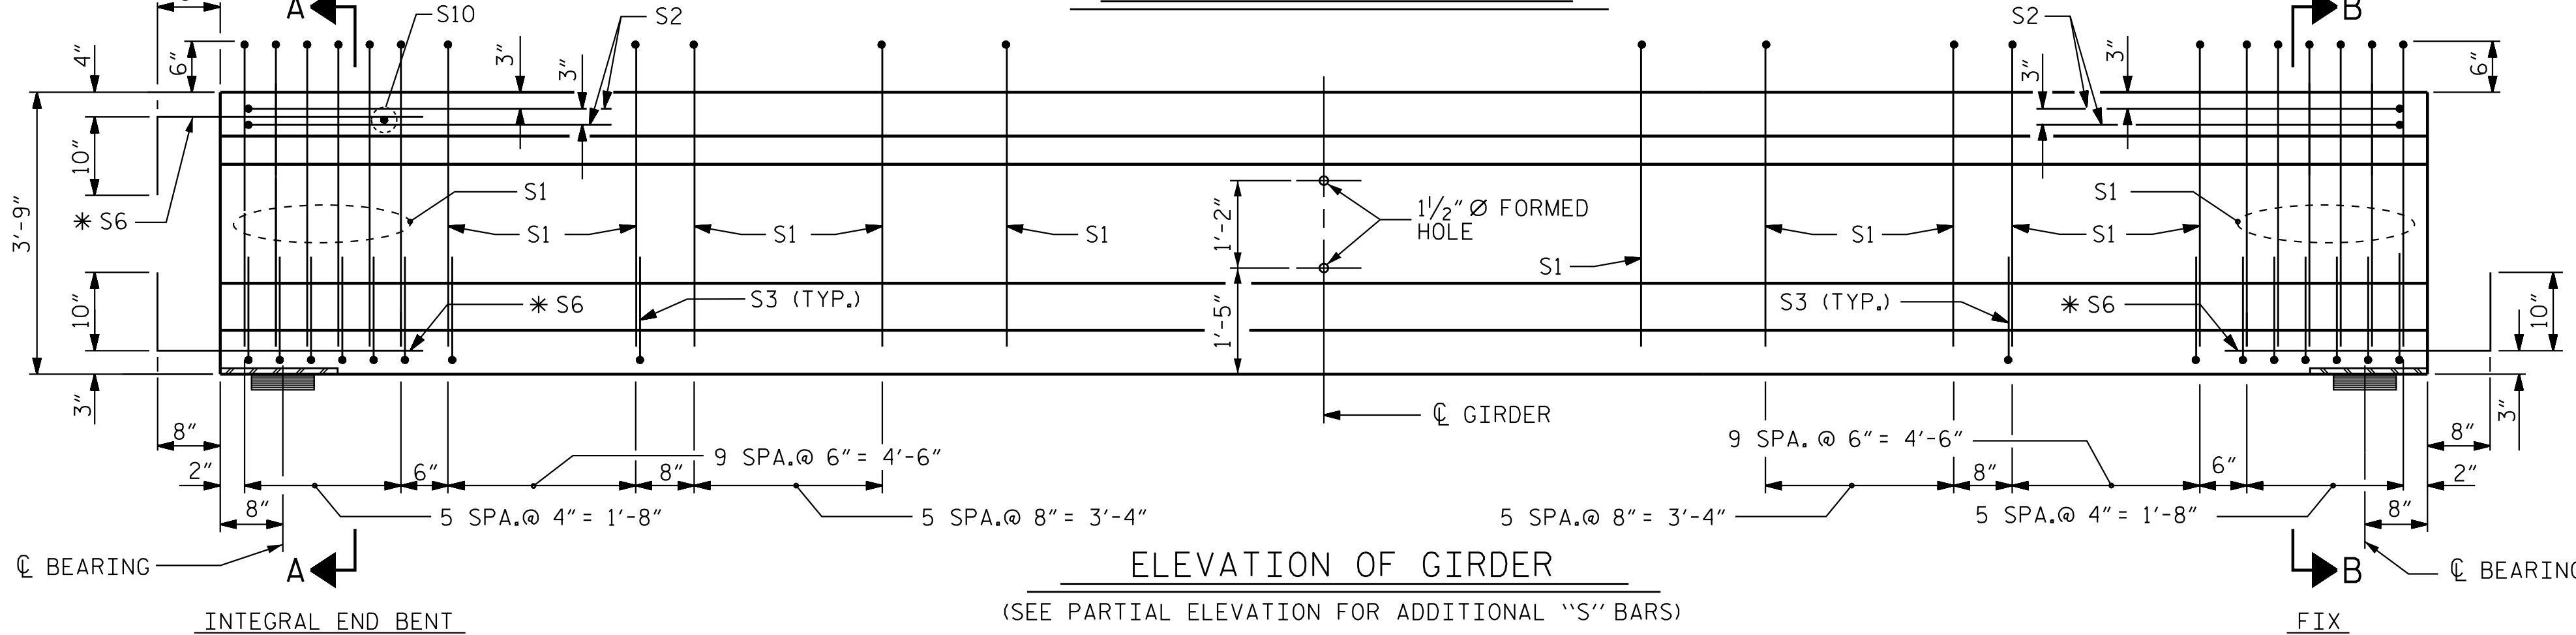 A
S10
S2
S2
B
4"
6"
3"
3"
3"
3"
6"
10"
✳ S6
3'-9"
S1
S1
S1
S1
1'-2"
1 1/2" Ø FORMED
HOLE
S1
S1
S1
S1
10"
✳ S6
S3 (TYP.)
1'-5"
S3 (TYP.)
✳ S6
10"
3"
3"
℄ GIRDER
8"
8"
9 SPA.@ 6"= 4'-6"
9 SPA.@ 6"= 4'-6"
2"
6"
8"
8"
6"
2"
8"
5 SPA.@ 4"= 1'-8"
5 SPA.@ 8"= 3'-4"
5 SPA.@ 8"= 3'-4"
5 SPA.@ 4"= 1'-8"
8"
℄ BEARING
A
ELEVATION OF GIRDER
B
℄ BEARING
INTEGRAL END BENT
(SEE PARTIAL ELEVATION FOR ADDITIONAL "S" BARS)
FIX